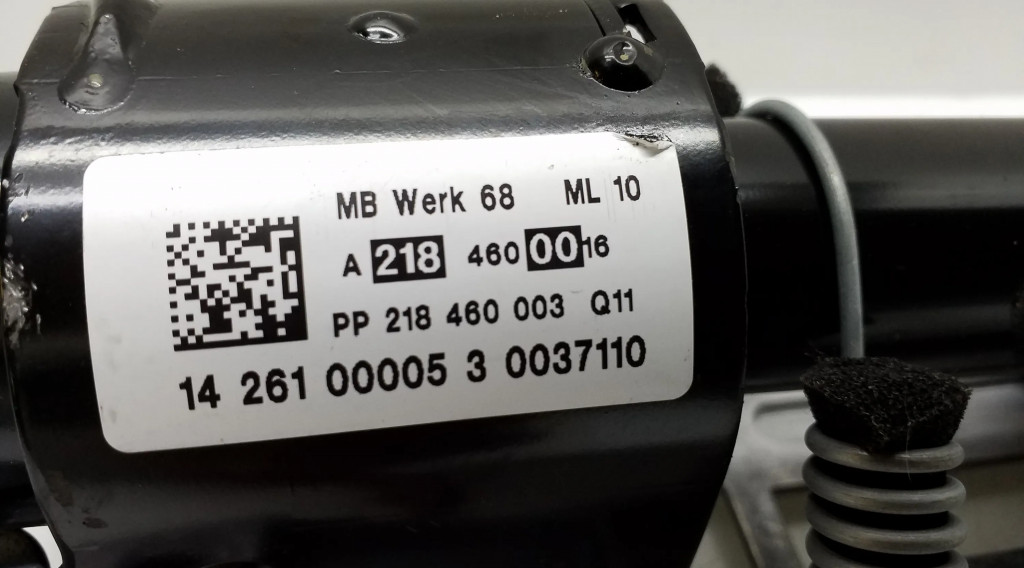 MB Werk 68 ML 10
A 218 460 00 16
PP 218 460 003 Q11
14 261 00005 3 0037110